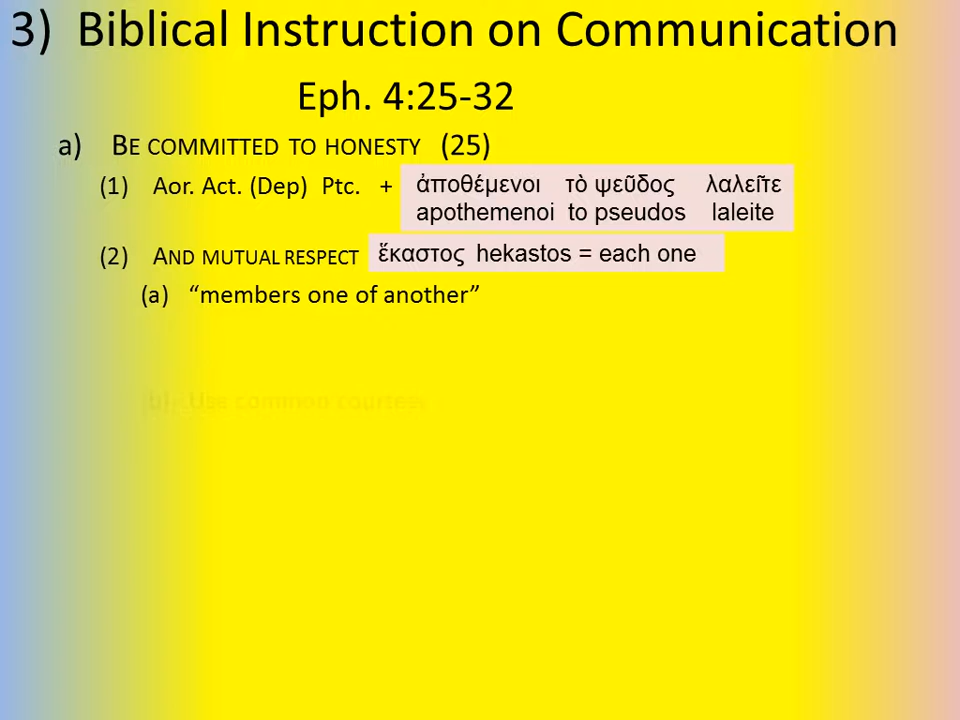 3) Biblical Instruction on Communication
Eph. 4:25-32
a) BE COMMITTED TO HONESTY (25)
(1) Aor. Act. (Dep) Ptc. + ἀποθέμενοι τὸ ψεῦδος λαλεῖτε
apothemenoi to pseudos laleite
(2) AND MUTUAL RESPECT ἕκαστος hekastos = each one
(a) “members one of another”
Use common